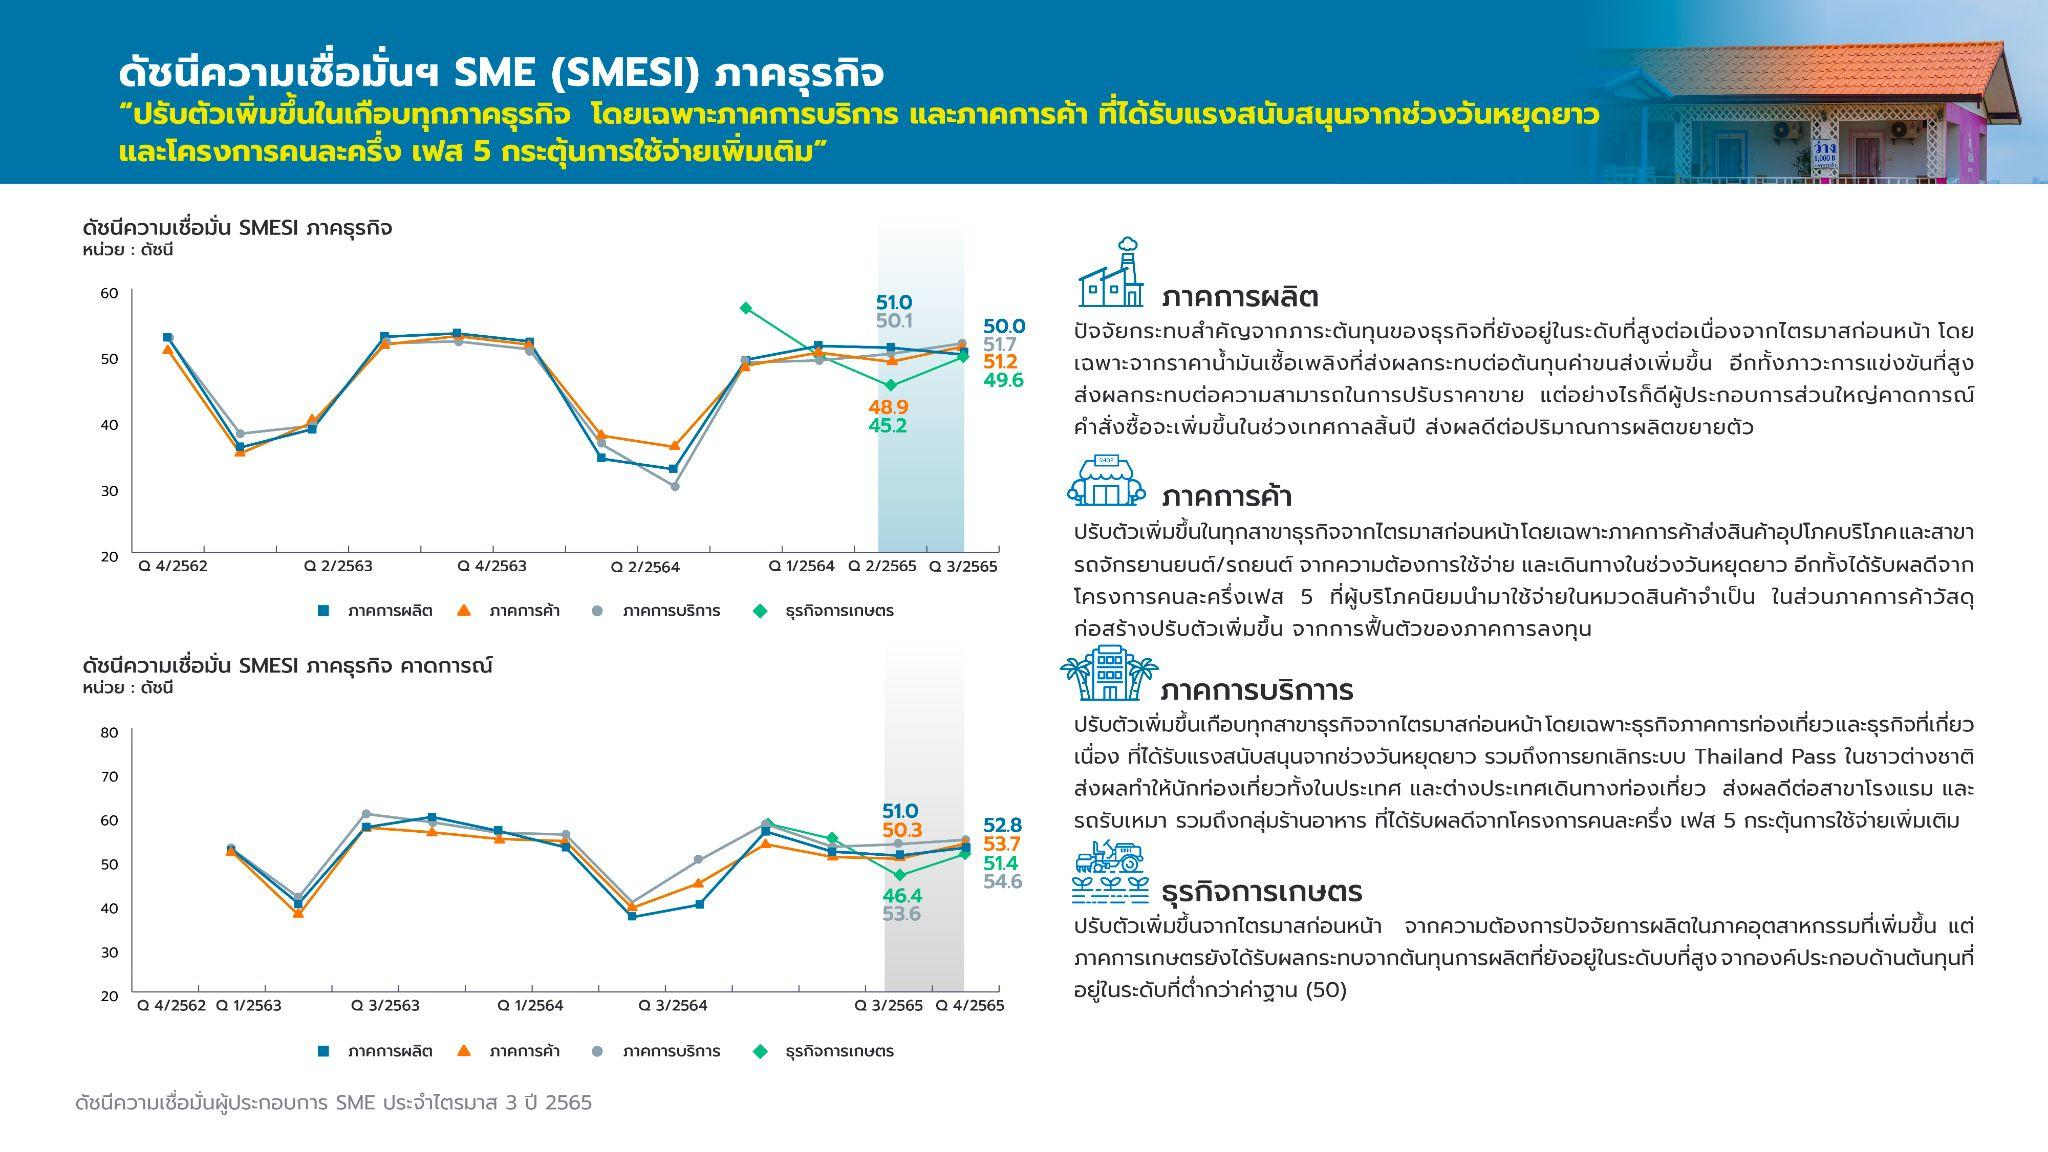 ดัชนีความเชื่อมั่นฯ SME (SMESI) ภาคธุรกิจ
“ปรับตัวเพิ่มขึ้นในเกือบทุกภาคธุรกิจ โดยเฉพาะภาคการบริการ และภาคการค้า ที่ได้รับแรงสนับสนุนจากช่วงวันหยุดยาว
และโครงการคนละครึ่ง เฟส 5 กระตุ้นการใช้จ่ายเพิ่มเติม”
ว่าง
1,000 ฿
ดัชนีความเชื่อมั่น SMESI ภาคธุรกิจ
หน่วย : ดัชนี
60
50
40
30
20
51.0
50.1
48.9
45.2
50.0
51.7
51.2
49.6
Q 4/2562 Q 2/2563 Q 4/2563 Q 2/2564 Q 1/2564 Q 2/2565 Q 3/2565
ภาคการผลิต ภาคการค้า ภาคการบริการ ธุรกิจการเกษตร
ดัชนีความเชื่อมั่น SMESI ภาคธุรกิจ คาดการณ์
หน่วย : ดัชนี
80
70
60
50
40
30
20
51.0
50.3
46.4
53.6
52.8
53.7
51.4
54.6
Q 4/2562 Q 1/2563 Q 3/2563 Q 1/2564 Q 3/2564 Q 3/2565 Q 4/2565
ภาคการผลิต ภาคการค้า ภาคการบริการ ธุรกิจการเกษตร
ภาคการผลิต
ปัจจัยกระทบสำคัญจากภาระต้นทุนของธุรกิจที่ยังอยู่ในระดับที่สูงต่อเนื่องจากไตรมาสก่อนหน้า โดย
เฉพาะจากราคาน้ำมันเชื้อเพลิงที่ส่งผลกระทบต่อต้นทุนค่าขนส่งเพิ่มขึ้น อีกทั้งภาวะการแข่งขันที่สูง
ส่งผลกระทบต่อความสามารถในการปรับราคาขาย แต่อย่างไรก็ดีผู้ประกอบการส่วนใหญ่คาดการณ์
คำสั่งซื้อจะเพิ่มขึ้นในช่วงเทศกาลสิ้นปี ส่งผลดีต่อปริมาณการผลิตขยายตัว
SHOP
ภาคการค้า
ปรับตัวเพิ่มขึ้นในทุกสาขาธุรกิจจากไตรมาสก่อนหน้าโดยเฉพาะภาคการค้าส่งสินค้าอุปโภคบริโภคและสาขา
รถจักรยานยนต์/รถยนต์ จากความต้องการใช้จ่าย และเดินทางในช่วงวันหยุดยาว อีกทั้งได้รับผลดีจาก
โครงการคนละครึ่งเฟส 5 ที่ผู้บริโภคนิยมนำมาใช้จ่ายในหมวดสินค้าจำเป็น ในส่วนภาคการค้าวัสดุ
ก่อสร้างปรับตัวเพิ่มขึ้น จากการฟื้นตัวของภาคการลงทุน
ภาคการบริกาาร
ปรับตัวเพิ่มขึ้นเกือบทุกสาขาธุรกิจจากไตรมาสก่อนหน้า โดยเฉพาะธุรกิจภาคการท่องเที่ยวและธุรกิจที่เกี่ยว
เนื่อง ที่ได้รับแรงสนับสนุนจากช่วงวันหยุดยาว รวมถึงการยกเลิกระบบ Thailand Pass ในชาวต่างชาติ
ส่งผลทำให้นักท่องเที่ยวทั้งในประเทศ และต่างประเทศเดินทางท่องเที่ยว ส่งผลดีต่อสาขาโรงแรม และ
รถรับเหมา รวมถึงกลุ่มร้านอาหาร ที่ได้รับผลดีจากโครงการคนละครึ่ง เฟส 5 กระตุ้นการใช้จ่ายเพิ่มเติม
ธุรกิจการเกษตร
ปรับตัวเพิ่มขึ้นจากไตรมาสก่อนหน้า จากความต้องการปัจจัยการผลิตในภาคอุตสาหกรรมที่เพิ่มขึ้น แต่
ภาคการเกษตรยังได้รับผลกระทบจากต้นทุนการผลิตที่ยังอยู่ในระดับบที่สูง จากองค์ประกอบด้านต้นทุนที่
อยู่ในระดับที่ต่ำกว่าค่าฐาน (50)
ดัชนีความเชื่อมั่นผู้ประกอบการ SME ประจำไตรมาส 3 ปี 2565